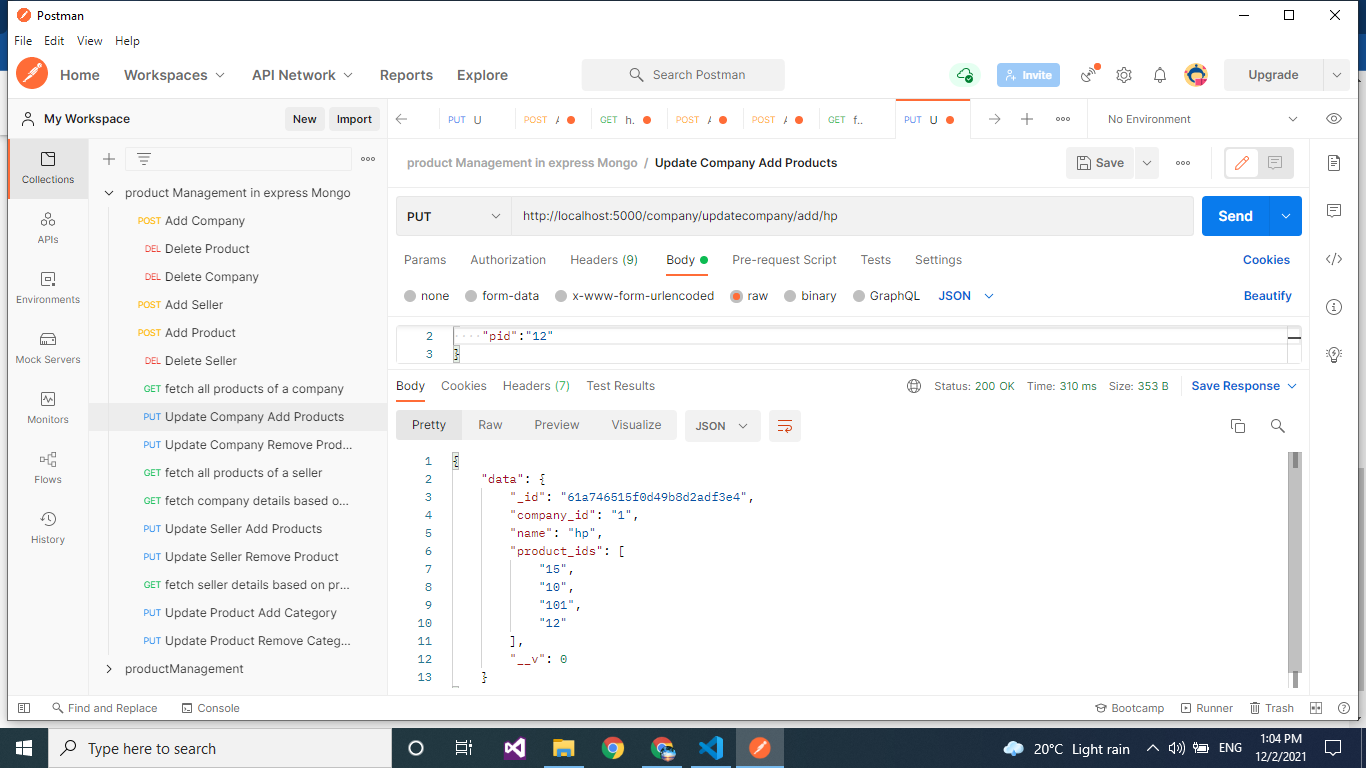 Postman
File Edit View Help
Home Workspaces API Network Reports Explore Search Postman Invite Upgrade
My Workspace New Import
PUT U POST GET h. POST POST GET f.. PUT U No Environment
Collections
APIs
Environments
Mock Servers
Monitors
Flows
History
product Management in express Mongo
POST Add Company
DEL Delete Product
DEL Delete Company
POST Add Seller
POST Add Product
DEL Delete Seller
GET fetch all products of a company
PUT Update Company Add Products
PUT Update Company Remove Prod...
GET fetch all products of a seller
GET fetch company details based o...
PUT Update Seller Add Products
PUT Update Seller Remove Product
GET fetch seller details based on pr...
PUT Update Product Add Category
PUT Update Product Remove Categ...
productManagement
product Management in express Mongo / Update Company Add Products Save
PUT http://localhost:5000/company/updatecompany/add/hp Send
Params Authorization Headers (9) Body Pre-request Script Tests Settings Cookies
none form-data x-www-form-urlencoded raw binary GraphQL JSON Beautify
2 "pid":"12"
3 }
Body Cookies Headers (7) Test Results Status: 200 OK Time: 310 ms Size: 353 B Save Response
Pretty Raw Preview Visualize JSON
1 {
2 "data": {
3 "_id": "61a746515f0d49b8d2adf3e4",
4 "company_id": "1",
5 "name": "hp",
6 "product_ids": [
7 "15",
8 "10",
9 "101",
10 "12"
11 ],
12 "__v": 0
13 }
Find and Replace Console Bootcamp Runner Trash
Type here to search 20°C Light rain ENG 1:04 PM
12/2/2021